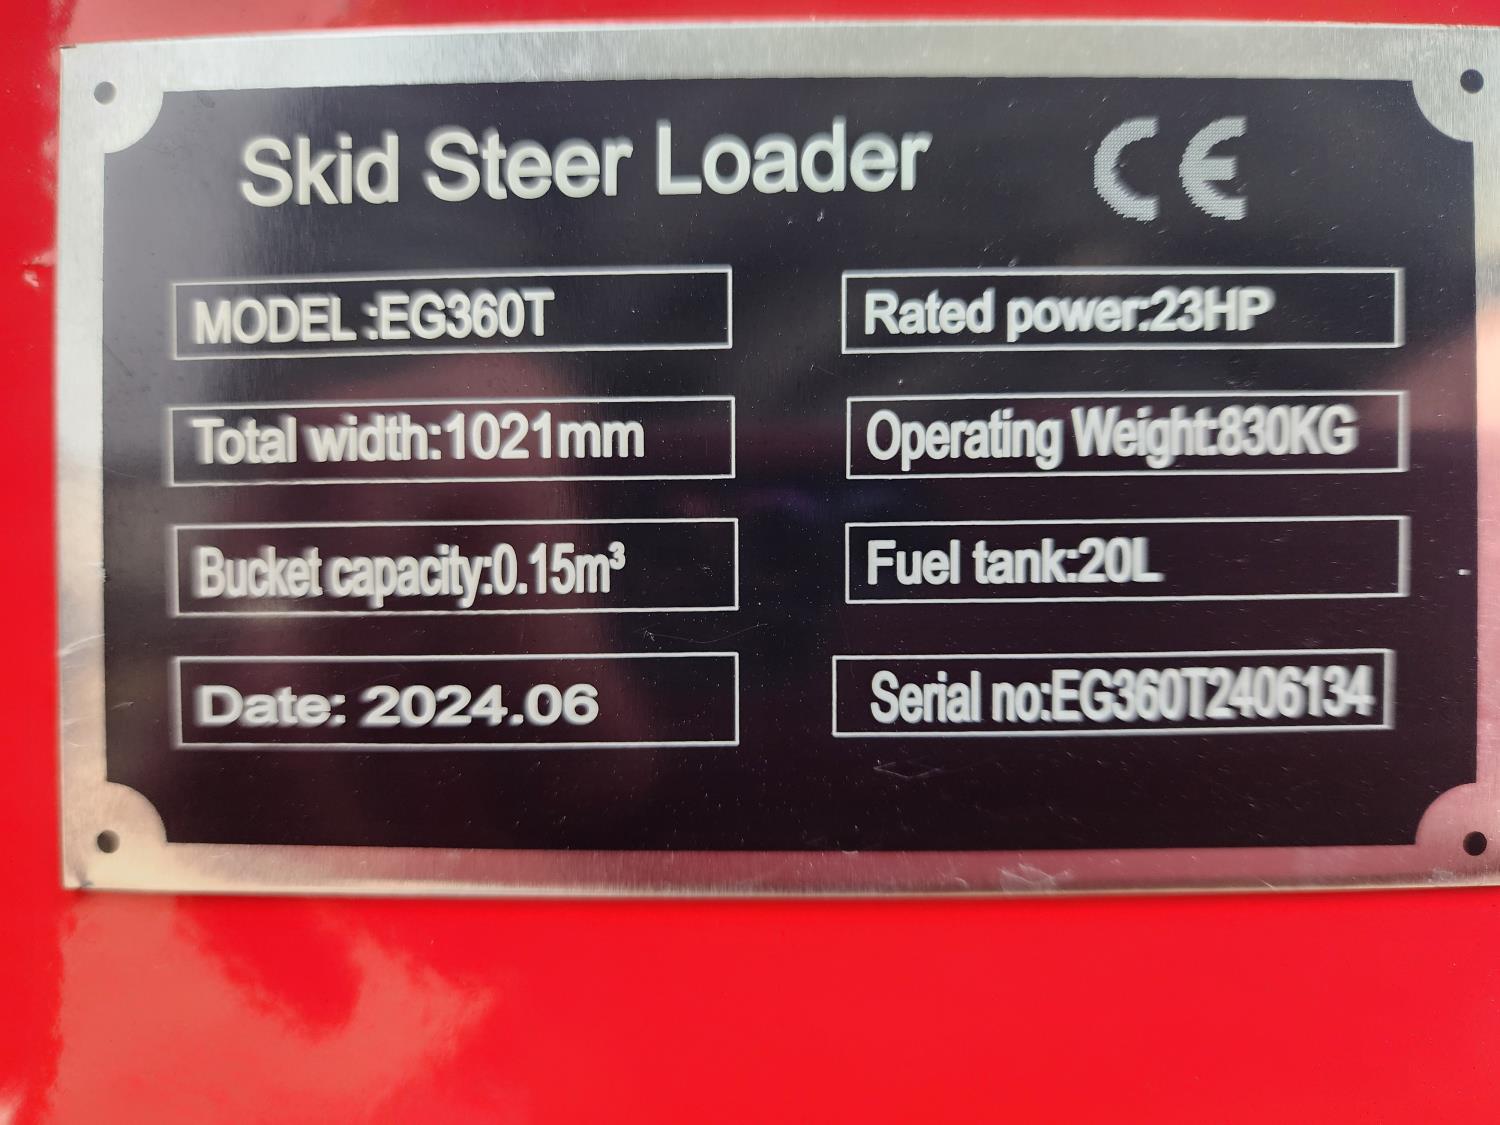 Skid Steer Loader CE
MODEL :EG360T
Rated power:23HP
Total width:1021mm
Operating Weight:830KG
Bucket capacity:0.15m³
Fuel tank:20L
Date: 2024.06
Serial no:EG360T2406134